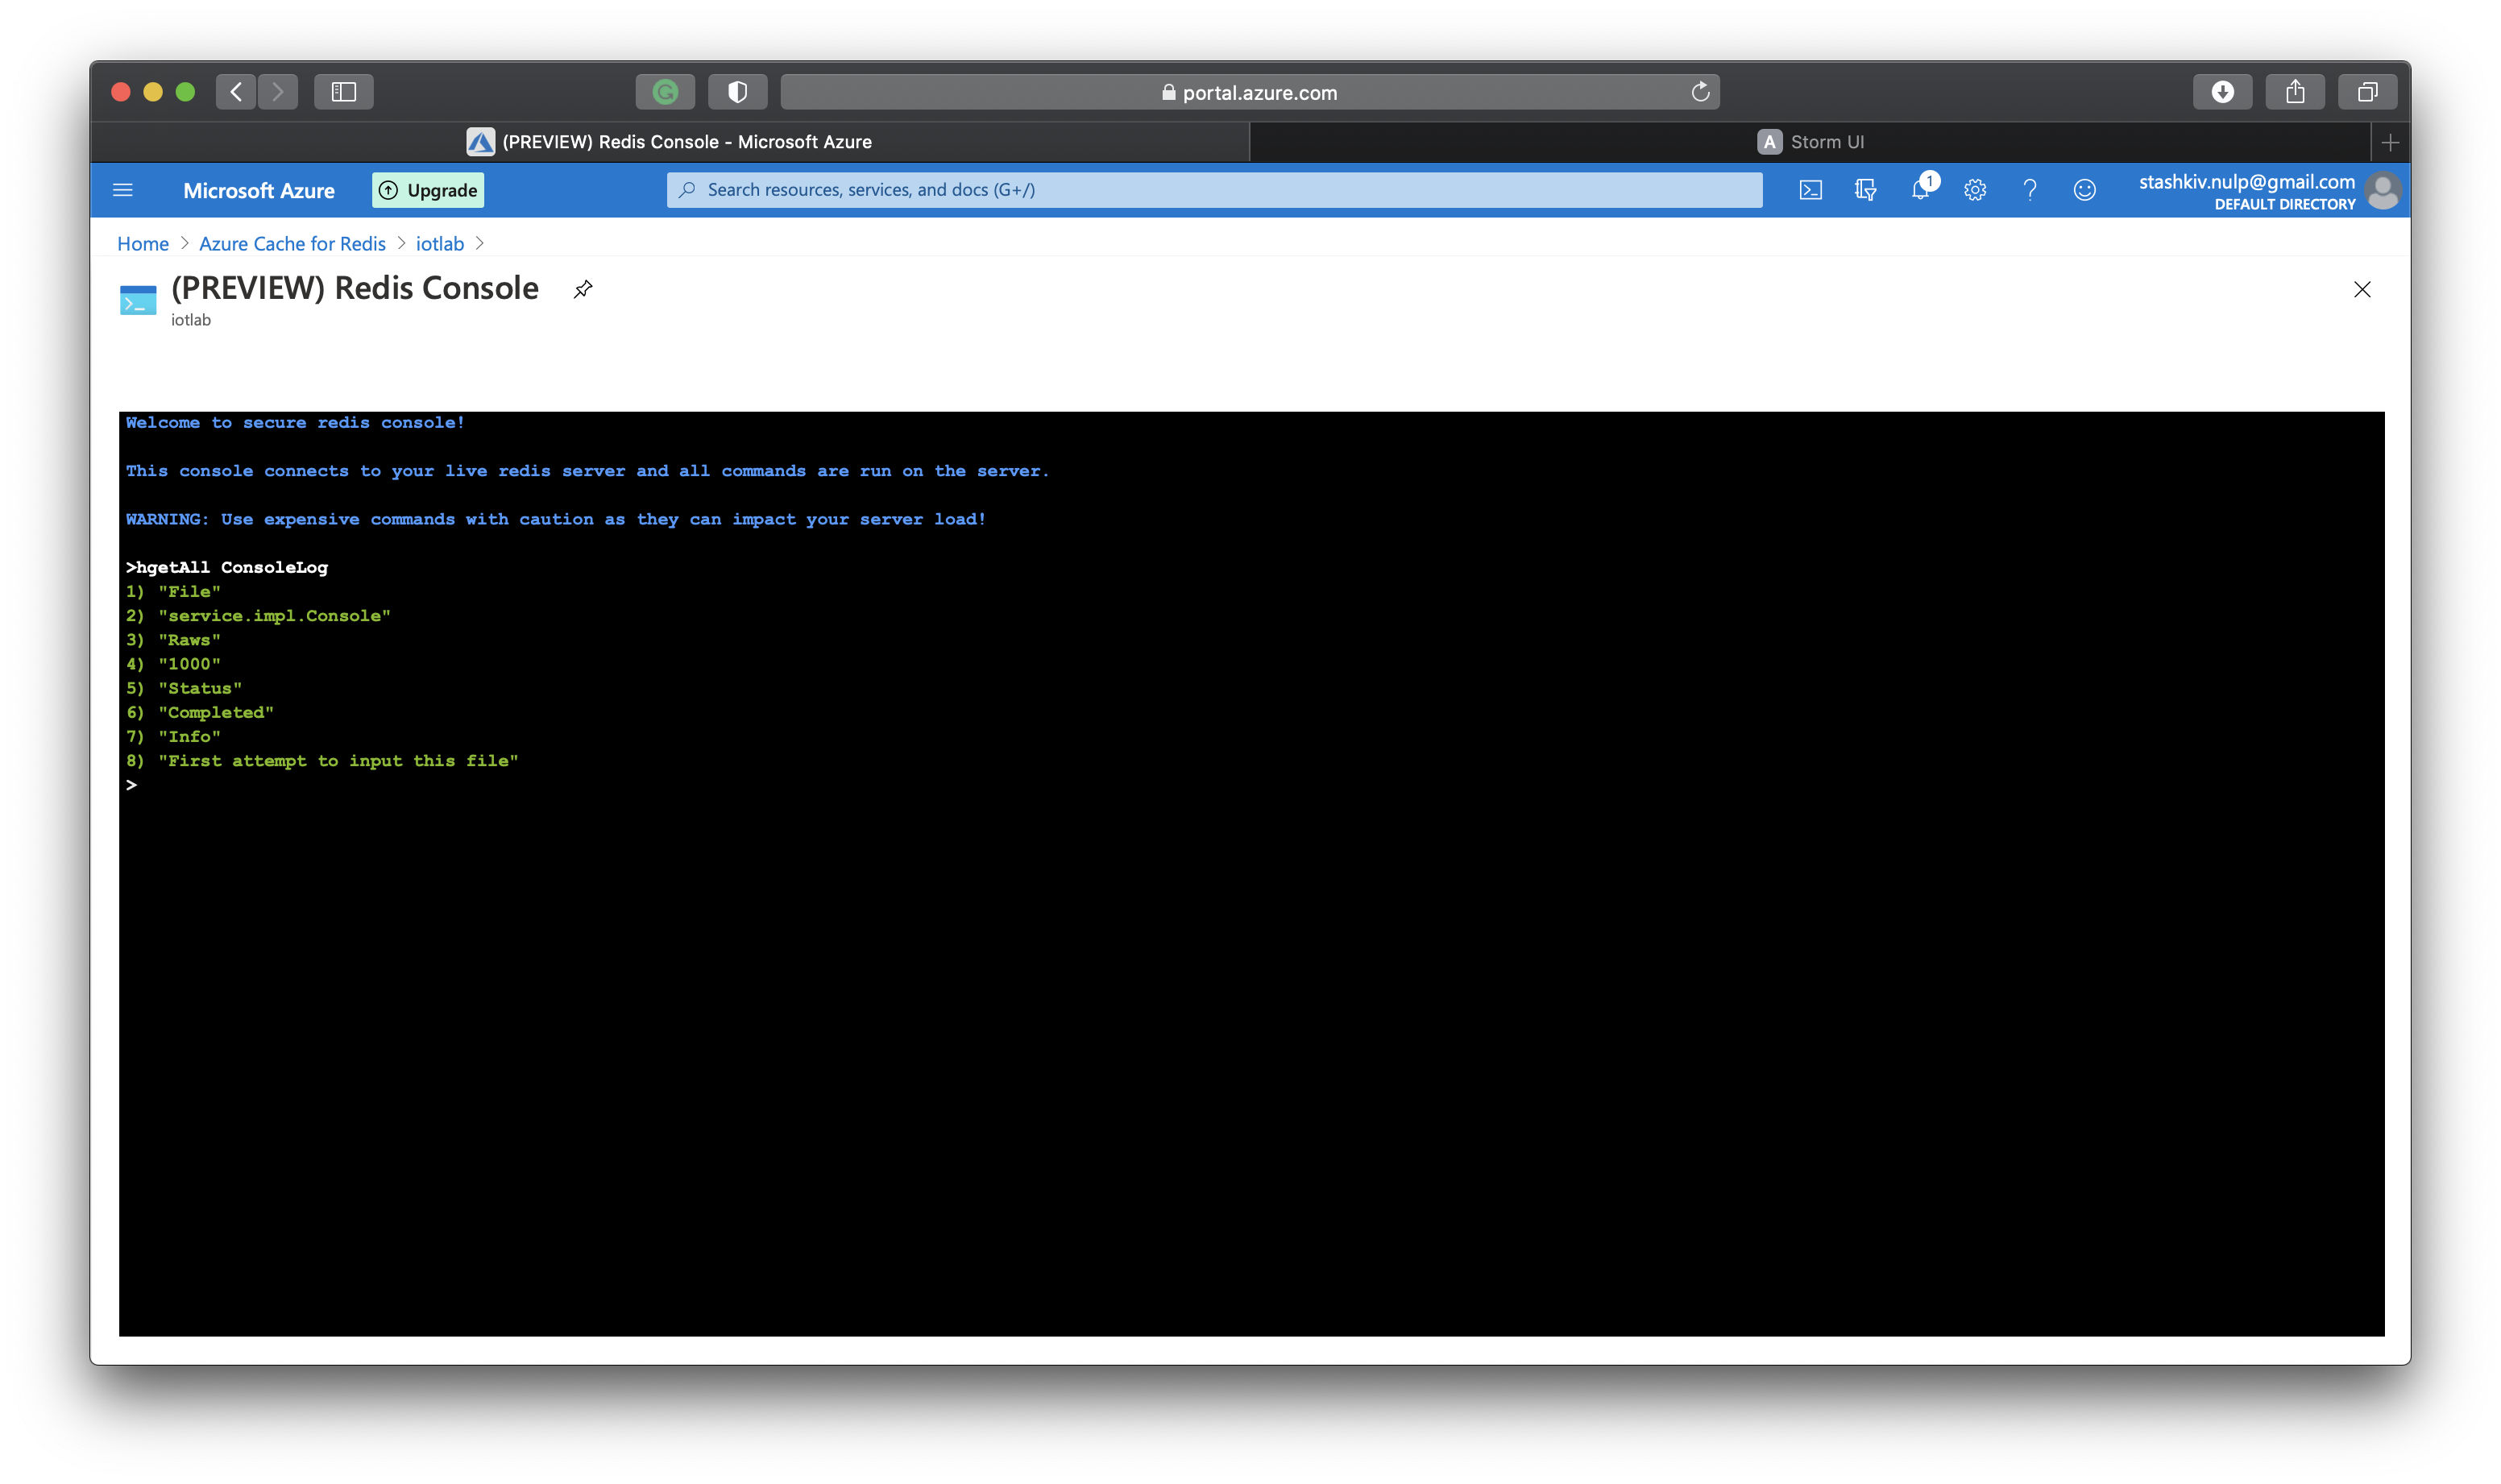 portal.azure.com
(PREVIEW) Redis Console - Microsoft Azure
A Storm UI
Microsoft Azure
Upgrade
Search resources, services, and docs (G+/)
1
stashkiv.nulp@gmail.com
DEFAULT DIRECTORY
Home > Azure Cache for Redis > iotlab >
(PREVIEW) Redis Console
iotlab
Welcome to secure redis console!
This console connects to your live redis server and all commands are run on the server.
WARNING: Use expensive commands with caution as they can impact your server load!
>hgetAll ConsoleLog
1) "File"
2) "service.impl.Console"
3) "Raws"
4) "1000"
5) "Status"
6) "Completed"
7) "Info"
8) "First attempt to input this file"
>